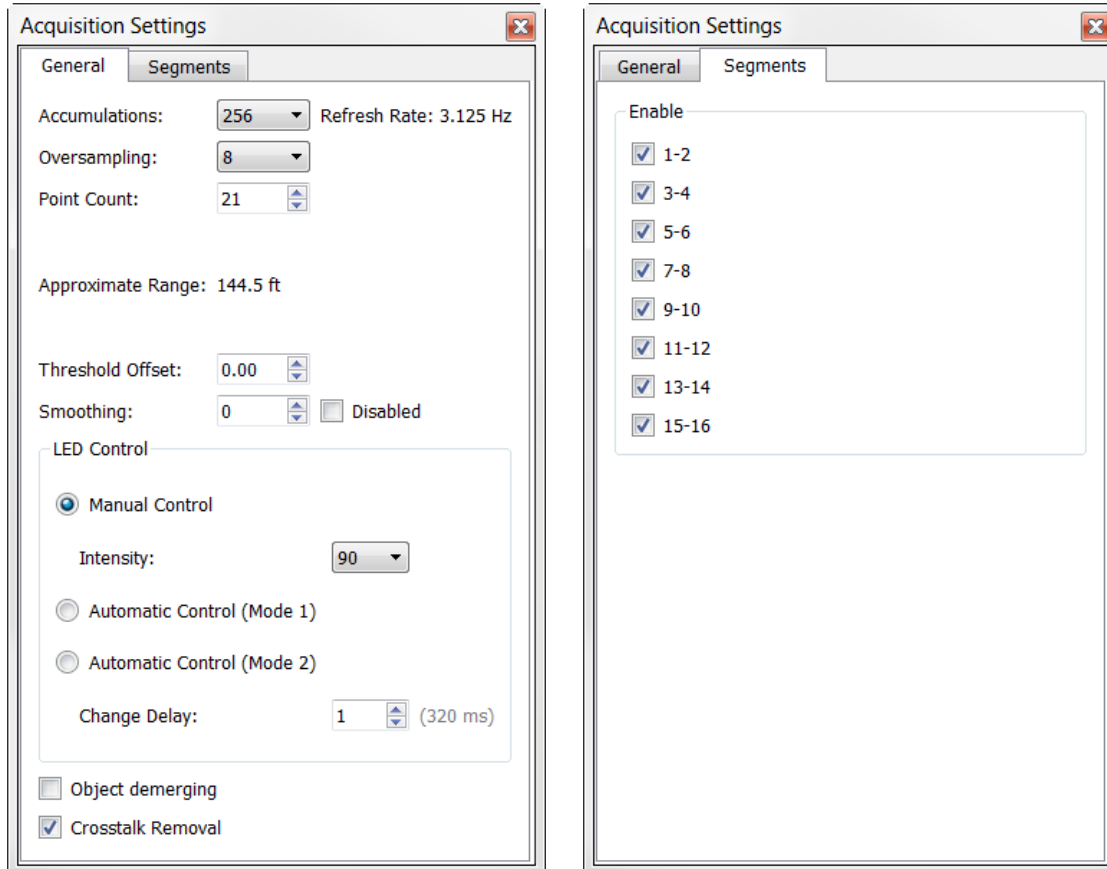 Acquisition Settings
General Segments
Accumulations: 256 Refresh Rate: 3.125 Hz
Oversampling: 8
Point Count: 21
Approximate Range: 144.5 ft
Threshold Offset: 0.00
Smoothing: 0 Disabled
LED Control
Manual Control
Intensity: 90
Automatic Control (Mode 1)
Automatic Control (Mode 2)
Change Delay: 1 (320 ms)
Object demerging
Crosstalk Removal
Acquisition Settings
General Segments
Enable
1-2
3-4
5-6
7-8
9-10
11-12
13-14
15-16